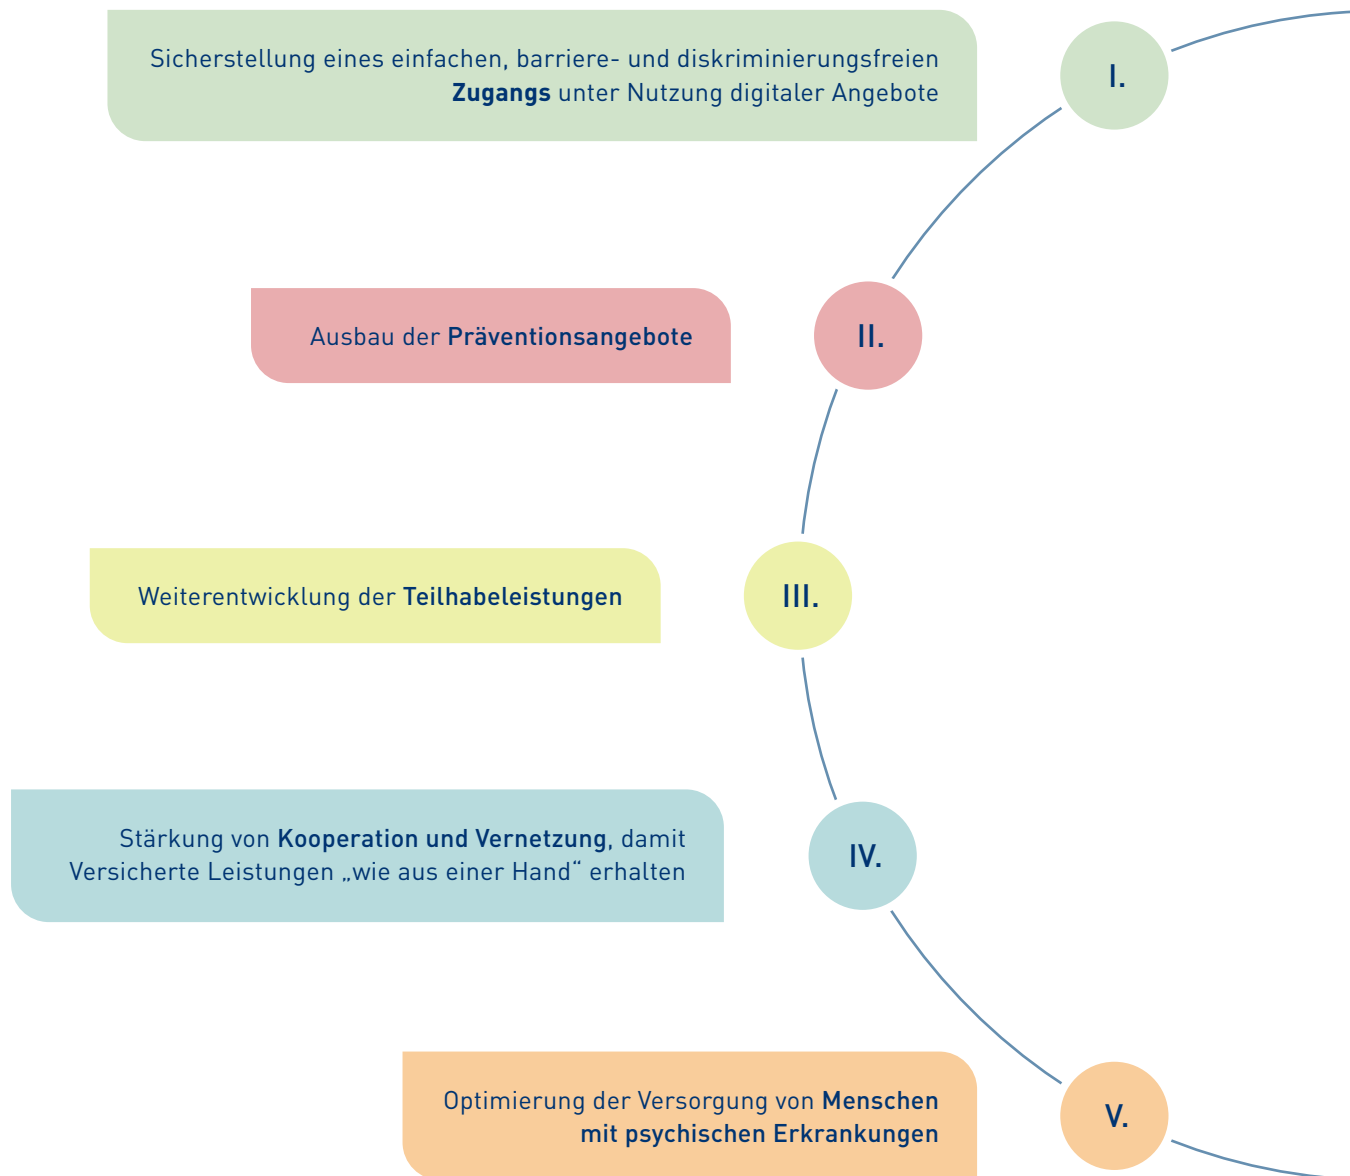 Sicherstellung eines einfachen, barriere- und diskriminierungsfreien
Zugangs unter Nutzung digitaler Angebote
I.
Ausbau der Präventionsangebote
II.
Weiterentwicklung der Teilhabeleistungen
III.
Stärkung von Kooperation und Vernetzung, damit
Versicherte Leistungen „wie aus einer Hand“ erhalten
IV.
Optimierung der Versorgung von Menschen
mit psychischen Erkrankungen
V.